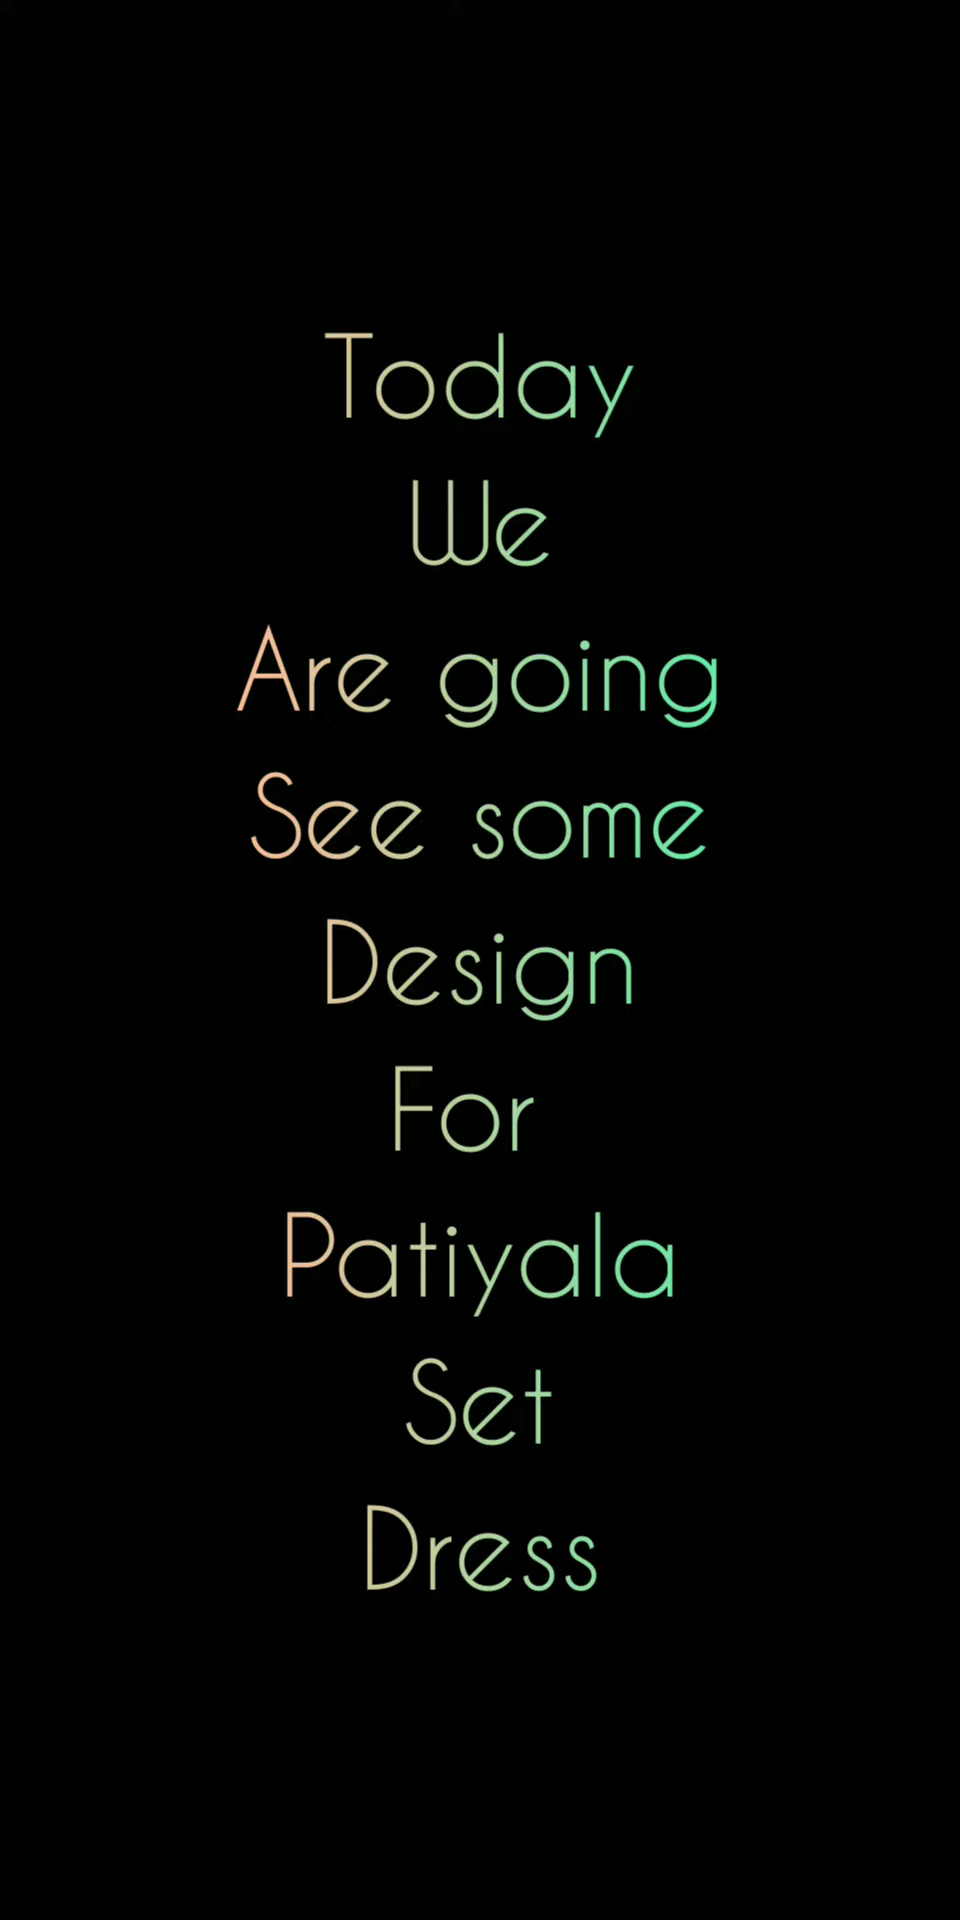 Today
We
Are going
See some
Design
For
Patiyala
Set
Dress